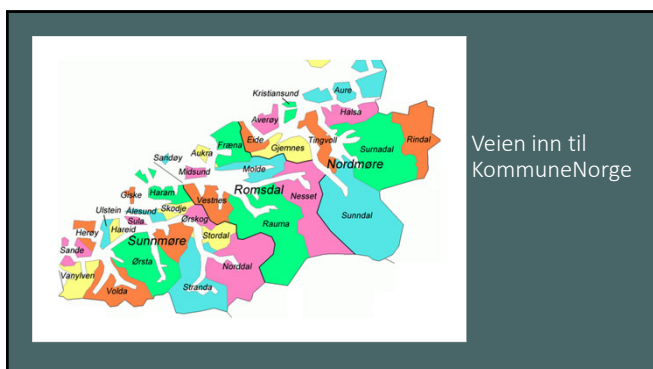 Kristiansund
Aure
Averøy
Halsa
Eide
Tingvoll
Rindal
Fræna
Gjemnes
Surnadal
Aukra
Sandøy
Nordmøre
Molde
Midsund
Romsdal
Giske
Haram
Vestnes
Nesset
Ulstein
Ålesund
Skodje
Sula
Ørskog
Sunndal
Herøy
Hareid
Rauma
Stordal
Sunnmøre
Sande
Ørsta
Norddal
Vanylven
Volda
Stranda
Veien inn til
KommuneNorge